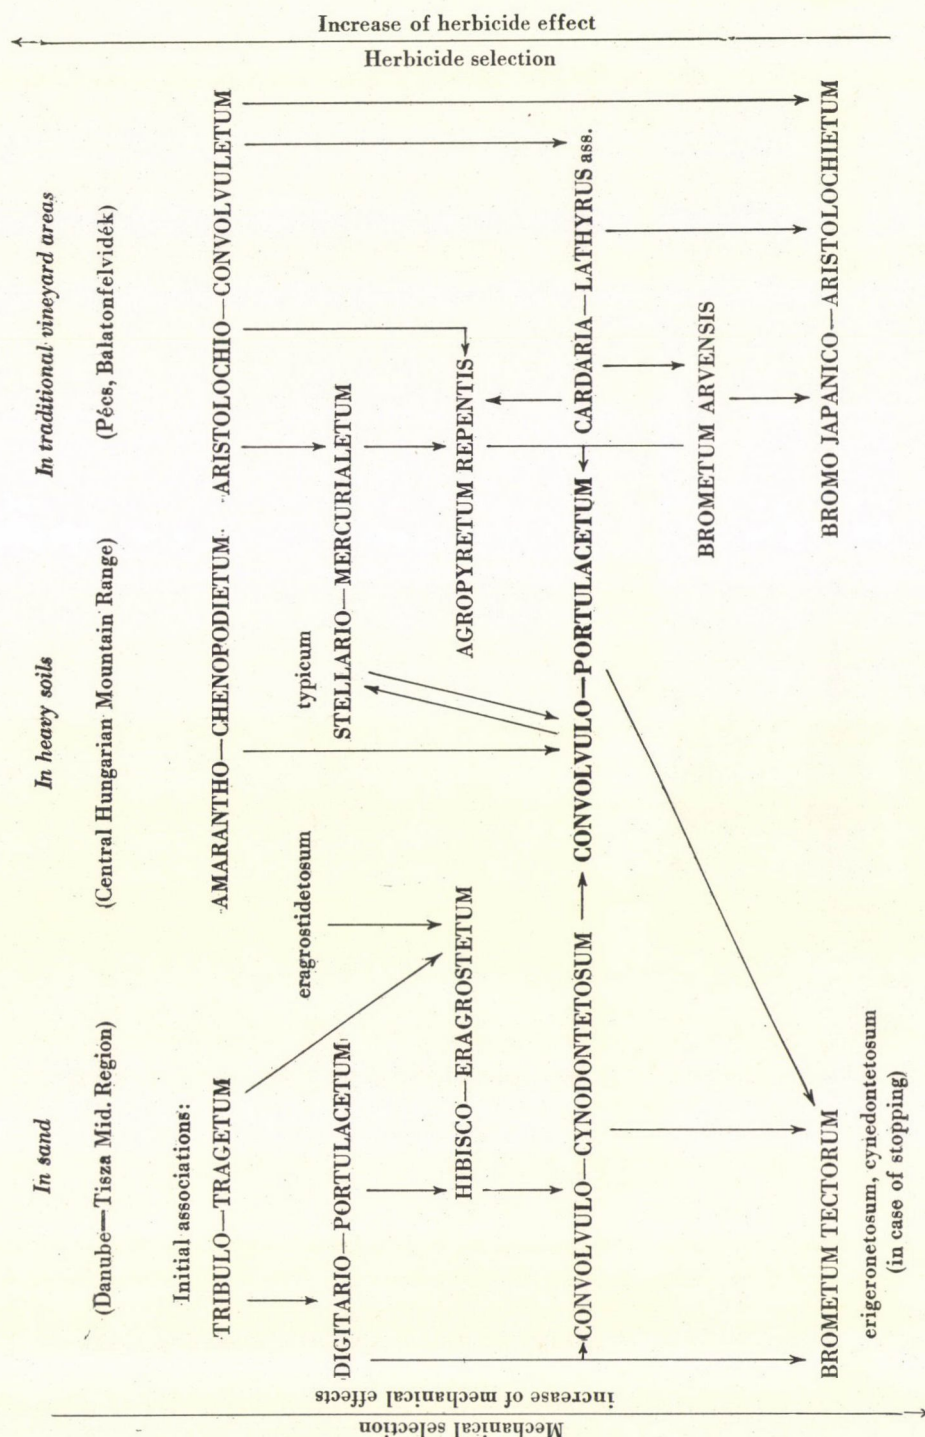 Increase of herbicide effect
Herbicide selection
In sand
(Danube—Tisza Mid. Region)
In heavy soils
(Central Hungarian Mountain Range)
In traditional vineyard areas
(Pécs, Balatonfelvidék)
Initial associations:
TRIBULO—TRAGETUM
AMARANTHO—CHENOPODIETUM
ARISTOLOCHIO—CONVOLVULETUM
eragrostidetosum
typicum
DIGITARIO—PORTULACETUM
STELLARIO—MERCURIALETUM
HIBISCO—ERAGROSTETUM
AGROPYRETUM REPENTIS
CONVOLVULO—CYNODONTETOSUM
CONVOLVULO—PORTULACETUM
CARDARIA—LATHYRUS ass.
BROMETUM ARVENSIS
BROMETUM TECTORUM
BROMO JAPANICO—ARISTOLOCHIETUM
erigeronetosum, cynedontetosum
(in case of stopping)
increase of mechanical effects
Mechanical selection